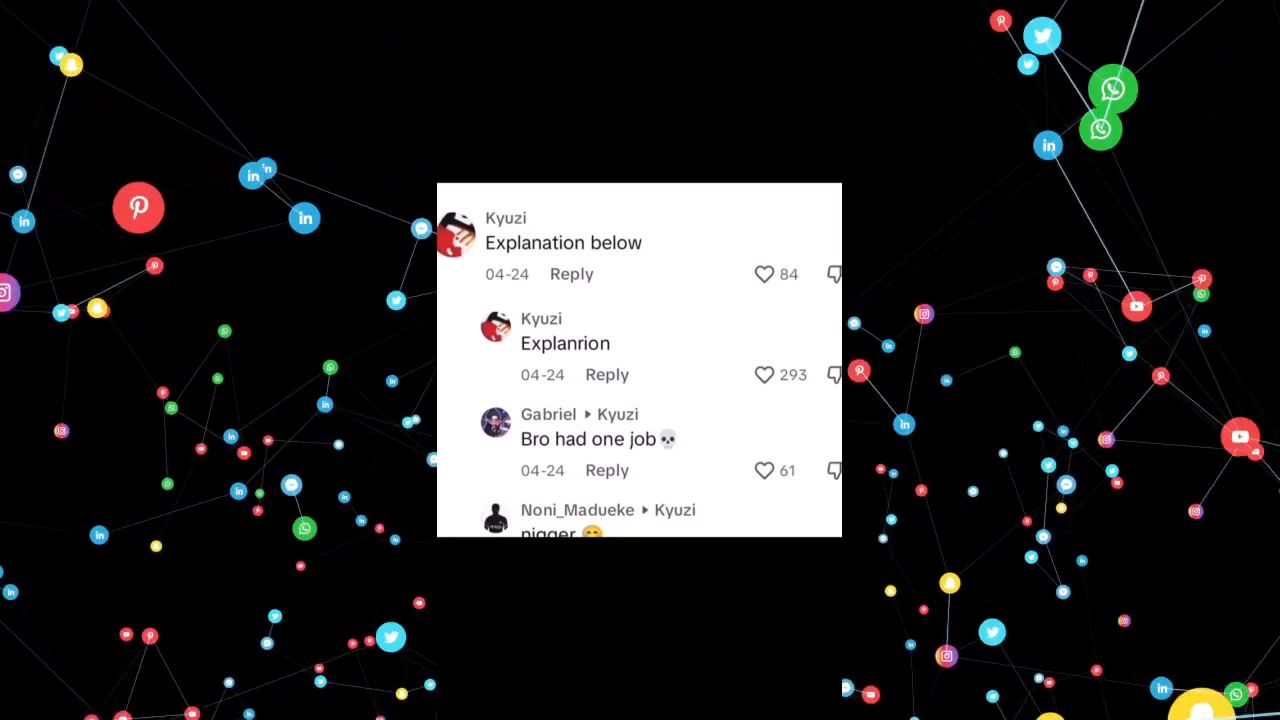 Kyuzi
Explanation below
04-24 Reply 84
Kyuzi
Explanrion
04-24 Reply 293
Gabriel Kyuzi
Bro had one job💀
04-24 Reply 61
Noni_Madueke Kyuzi
nigger 😊